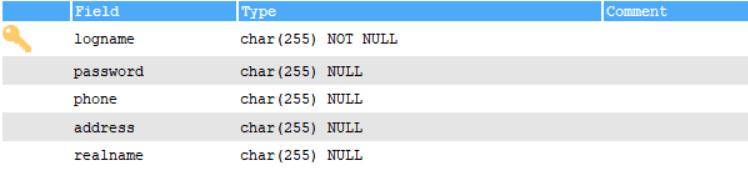 Field Type Comment
logname char(255) NOT NULL
password char(255) NULL
phone char(255) NULL
address char(255) NULL
realname char(255) NULL